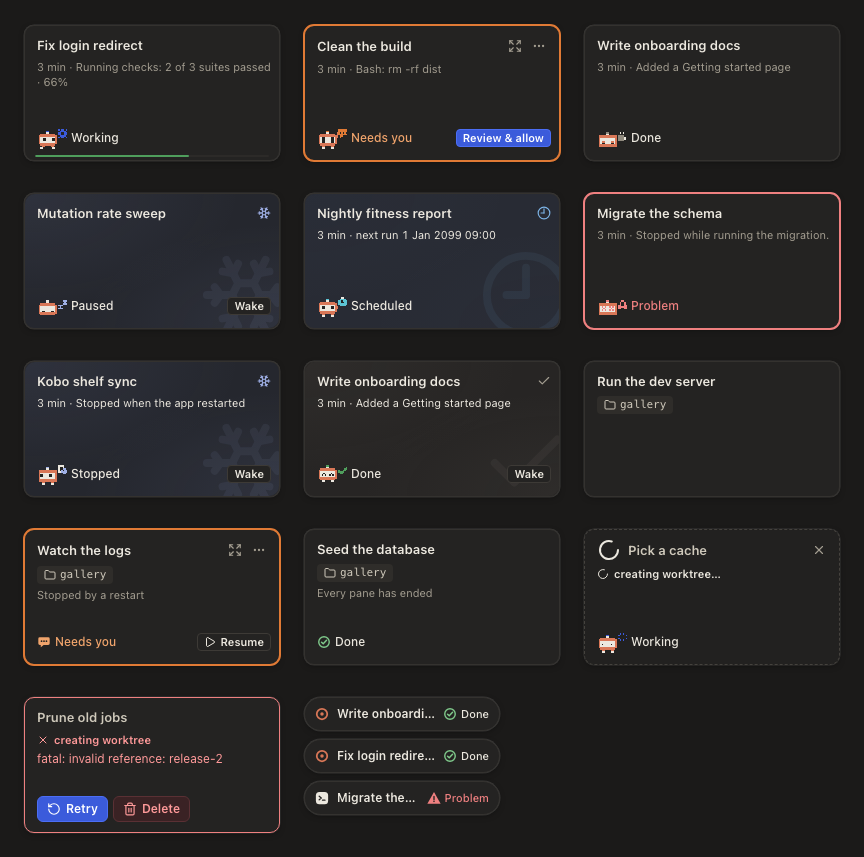 Fix login redirect
3 min · Running checks: 2 of 3 suites passed
· 66%
Working
Clean the build
3 min · Bash: rm -rf dist
Needs you
Review & allow
Write onboarding docs
3 min · Added a Getting started page
Done
Mutation rate sweep
Paused
Wake
Nightly fitness report
3 min · next run 1 Jan 2099 09:00
Scheduled
Migrate the schema
3 min · Stopped while running the migration.
Problem
Kobo shelf sync
3 min · Stopped when the app restarted
Stopped
Wake
Write onboarding docs
3 min · Added a Getting started page
Done
Wake
Run the dev server
gallery
Watch the logs
gallery
Stopped by a restart
Needs you
Resume
Seed the database
gallery
Every pane has ended
Done
Pick a cache
creating worktree...
Working
Prune old jobs
creating worktree
fatal: invalid reference: release-2
Retry
Delete
Write onboardi... Done
Fix login redire... Done
Migrate the... Problem